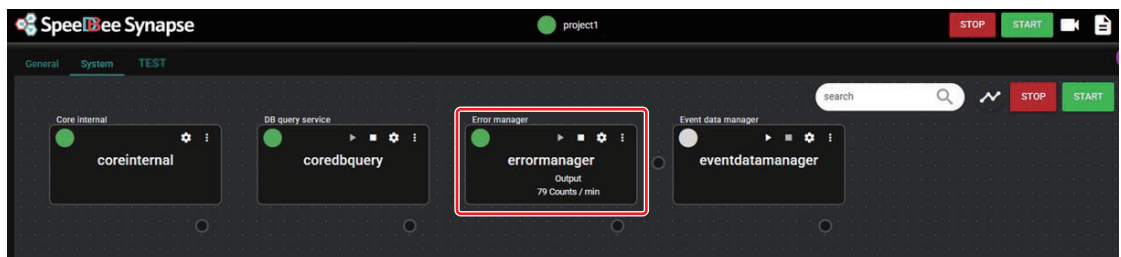 SpeeDBee Synapse
project1
STOP
START
General
System
TEST
search
STOP
START
Core internal
coreinternal
DB query service
coredbquery
Error manager
errormanager
Output
79 Counts / min
Event data manager
eventdatamanager